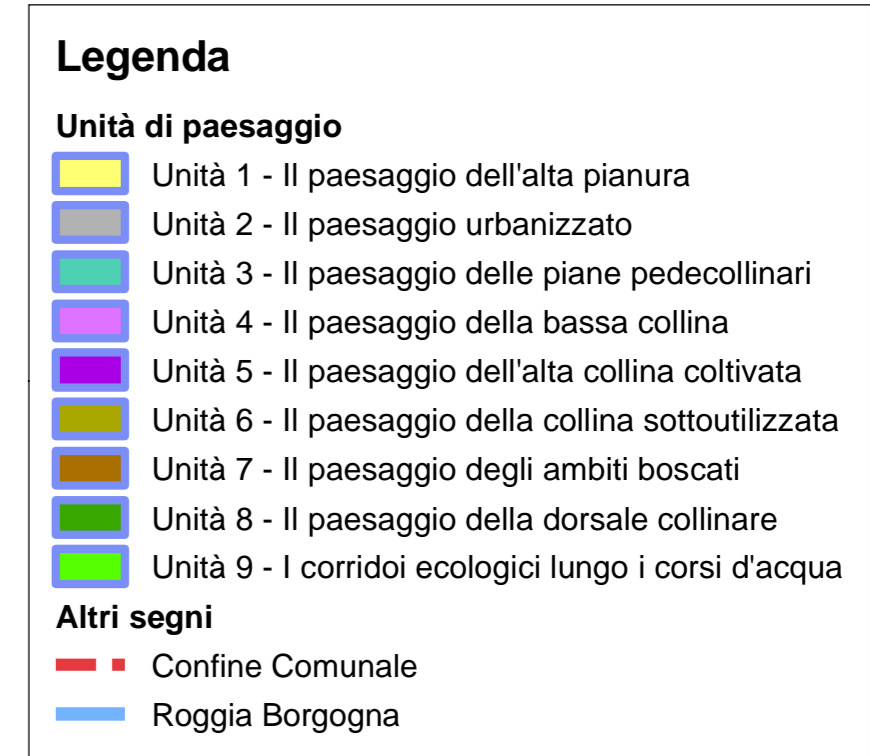 Legenda
Unità di paesaggio
Unità 1 - Il paesaggio dell'alta pianura
Unità 2 - Il paesaggio urbanizzato
Unità 3 - Il paesaggio delle piane pedecollinari
Unità 4 - Il paesaggio della bassa collina
Unità 5 - Il paesaggio dell'alta collina coltivata
Unità 6 - Il paesaggio della collina sottoutilizzata
Unità 7 - Il paesaggio degli ambiti boscati
Unità 8 - Il paesaggio della dorsale collinare
Unità 9 - I corridoi ecologici lungo i corsi d'acqua
Altri segni
Confine Comunale
Roggia Borgogna